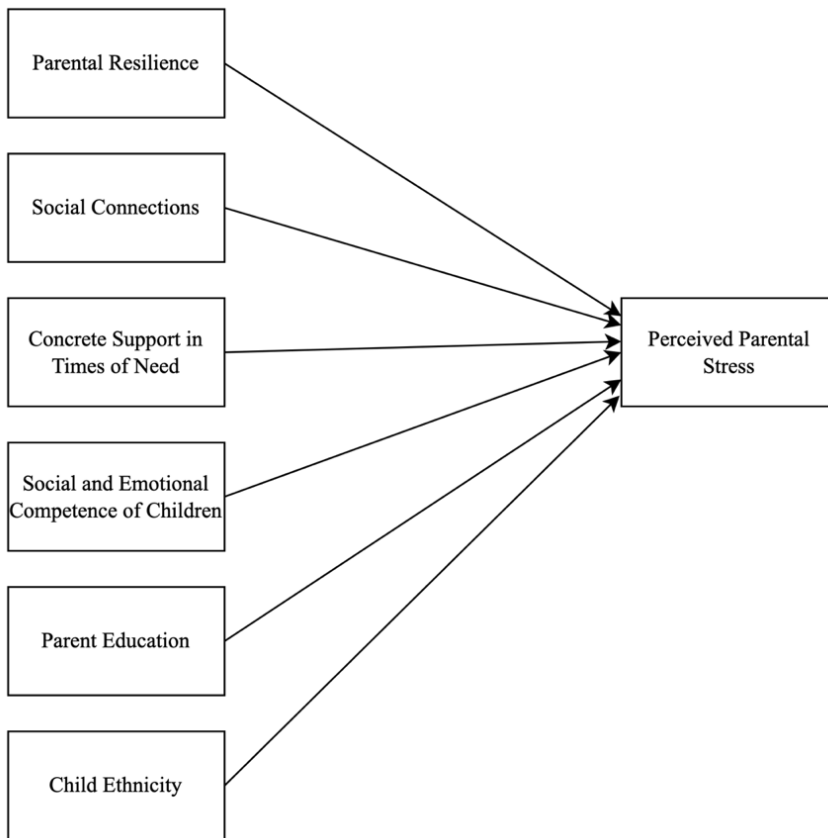 Parental Resilience
Social Connections
Concrete Support in
Times of Need
Social and Emotional
Competence of Children
Parent Education
Child Ethnicity
Perceived Parental
Stress